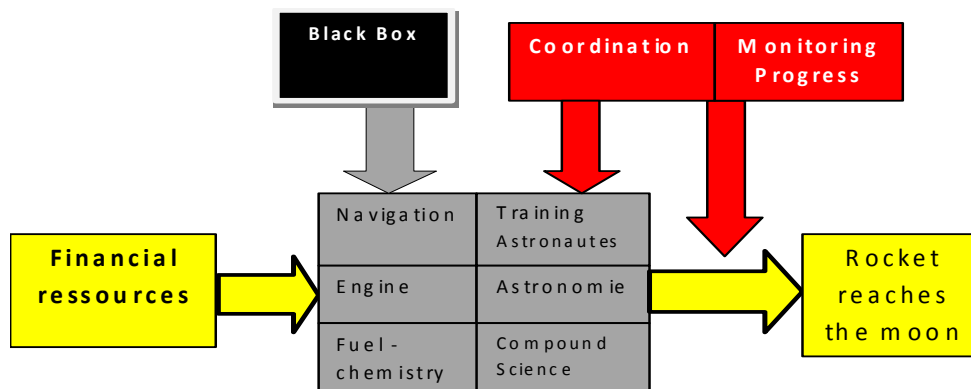 Black Box
Coordination
Monitoring
Progress
Navigation
Training
Astronautes
Financial
ressources
Engine
Astronomie
Rocket
reaches
the moon
Fuel-
chemistry
Compound
Science